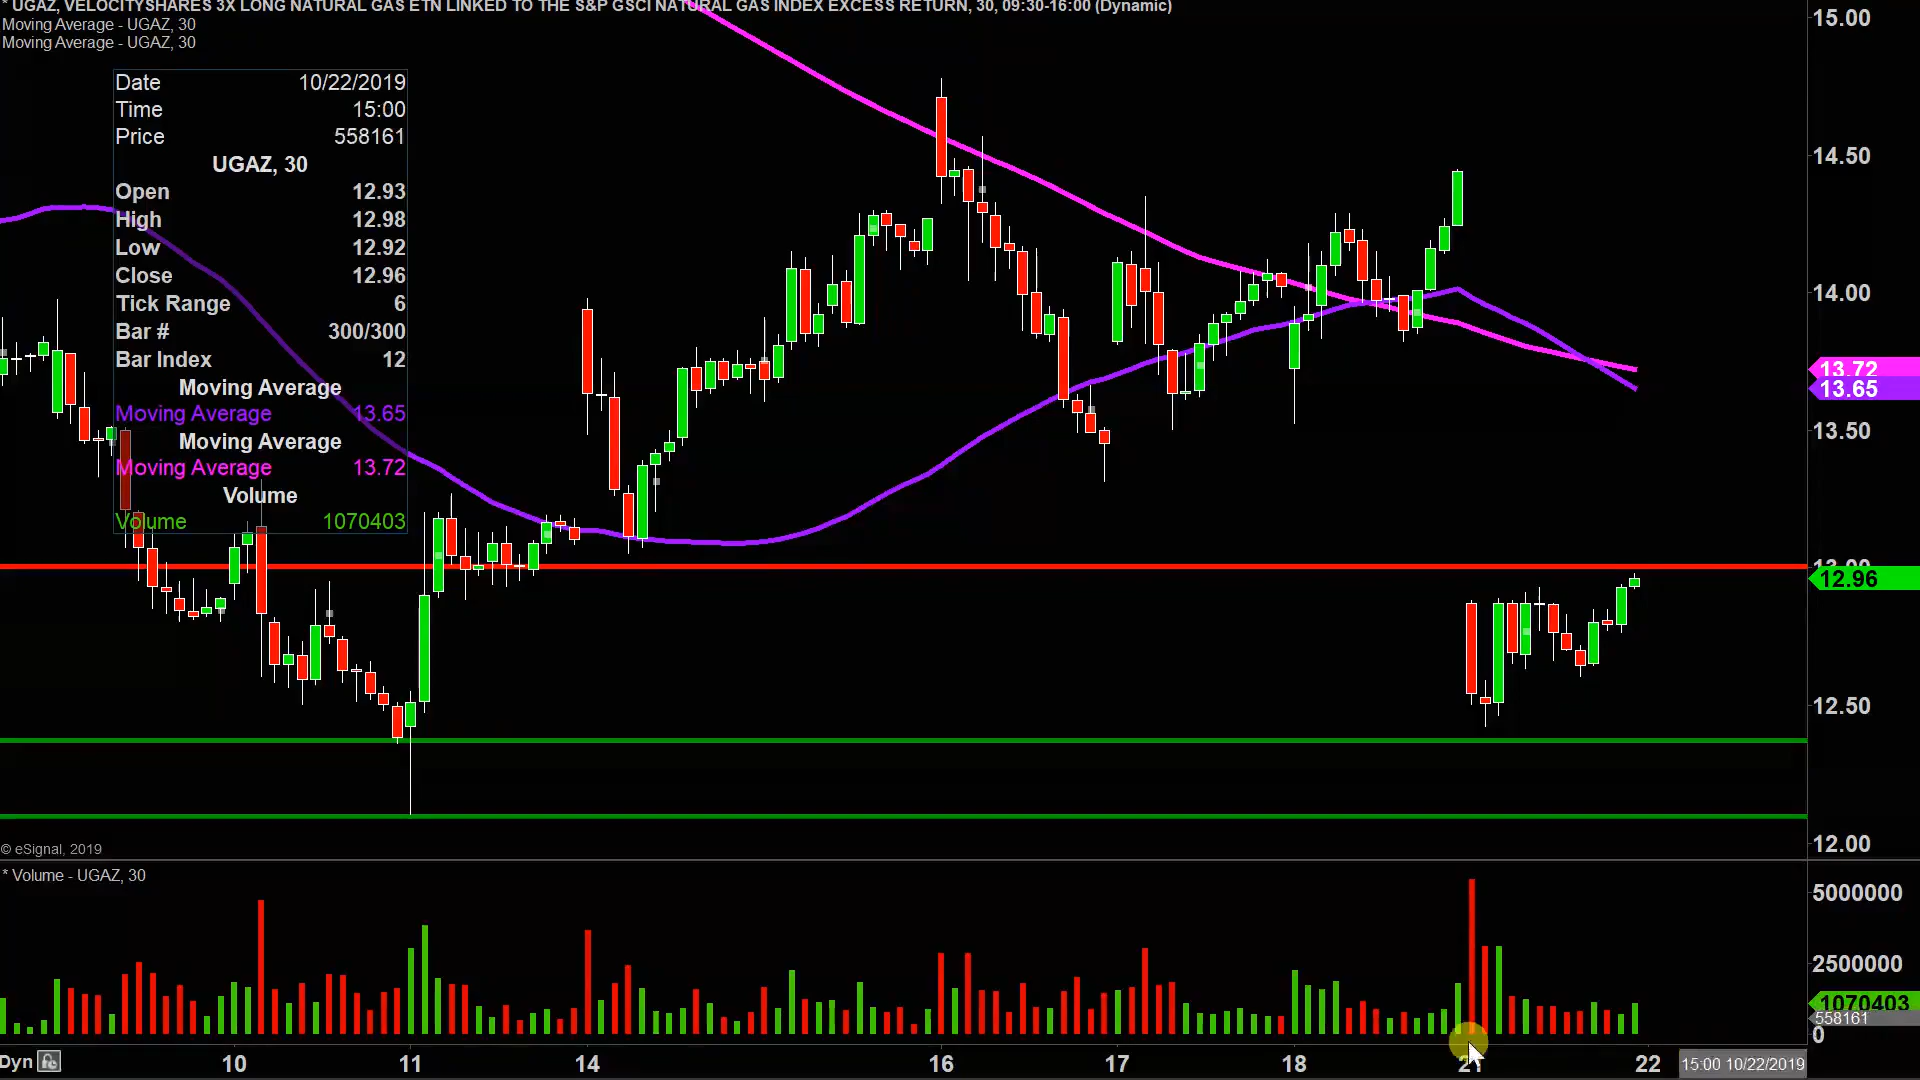 * UGAZ, VELOCITYSHARES 3X LONG NATURAL GAS ETN LINKED TO THE S&P GSCI NATURAL GAS INDEX EXCESS RETURN, 30, 09:30-16:00 (Dynamic)
Moving Average - UGAZ, 30
Moving Average - UGAZ, 30
Date 10/22/2019
Time 15:00
Price 558161
UGAZ, 30
Open 12.93
High 12.98
Low 12.92
Close 12.96
Tick Range 6
Bar # 300/300
Bar Index 12
Moving Average
Moving Average 13.65
Moving Average
Moving Average 13.72
Volume
Volume 1070403
15.00
14.50
14.00
13.72
13.65
13.50
12.96
12.50
12.00
© eSignal, 2019
* Volume - UGAZ, 30
5000000
2500000
1070403
558161
0
Dyn 10 11 14 16 17 18 22 15:00 10/22/2019